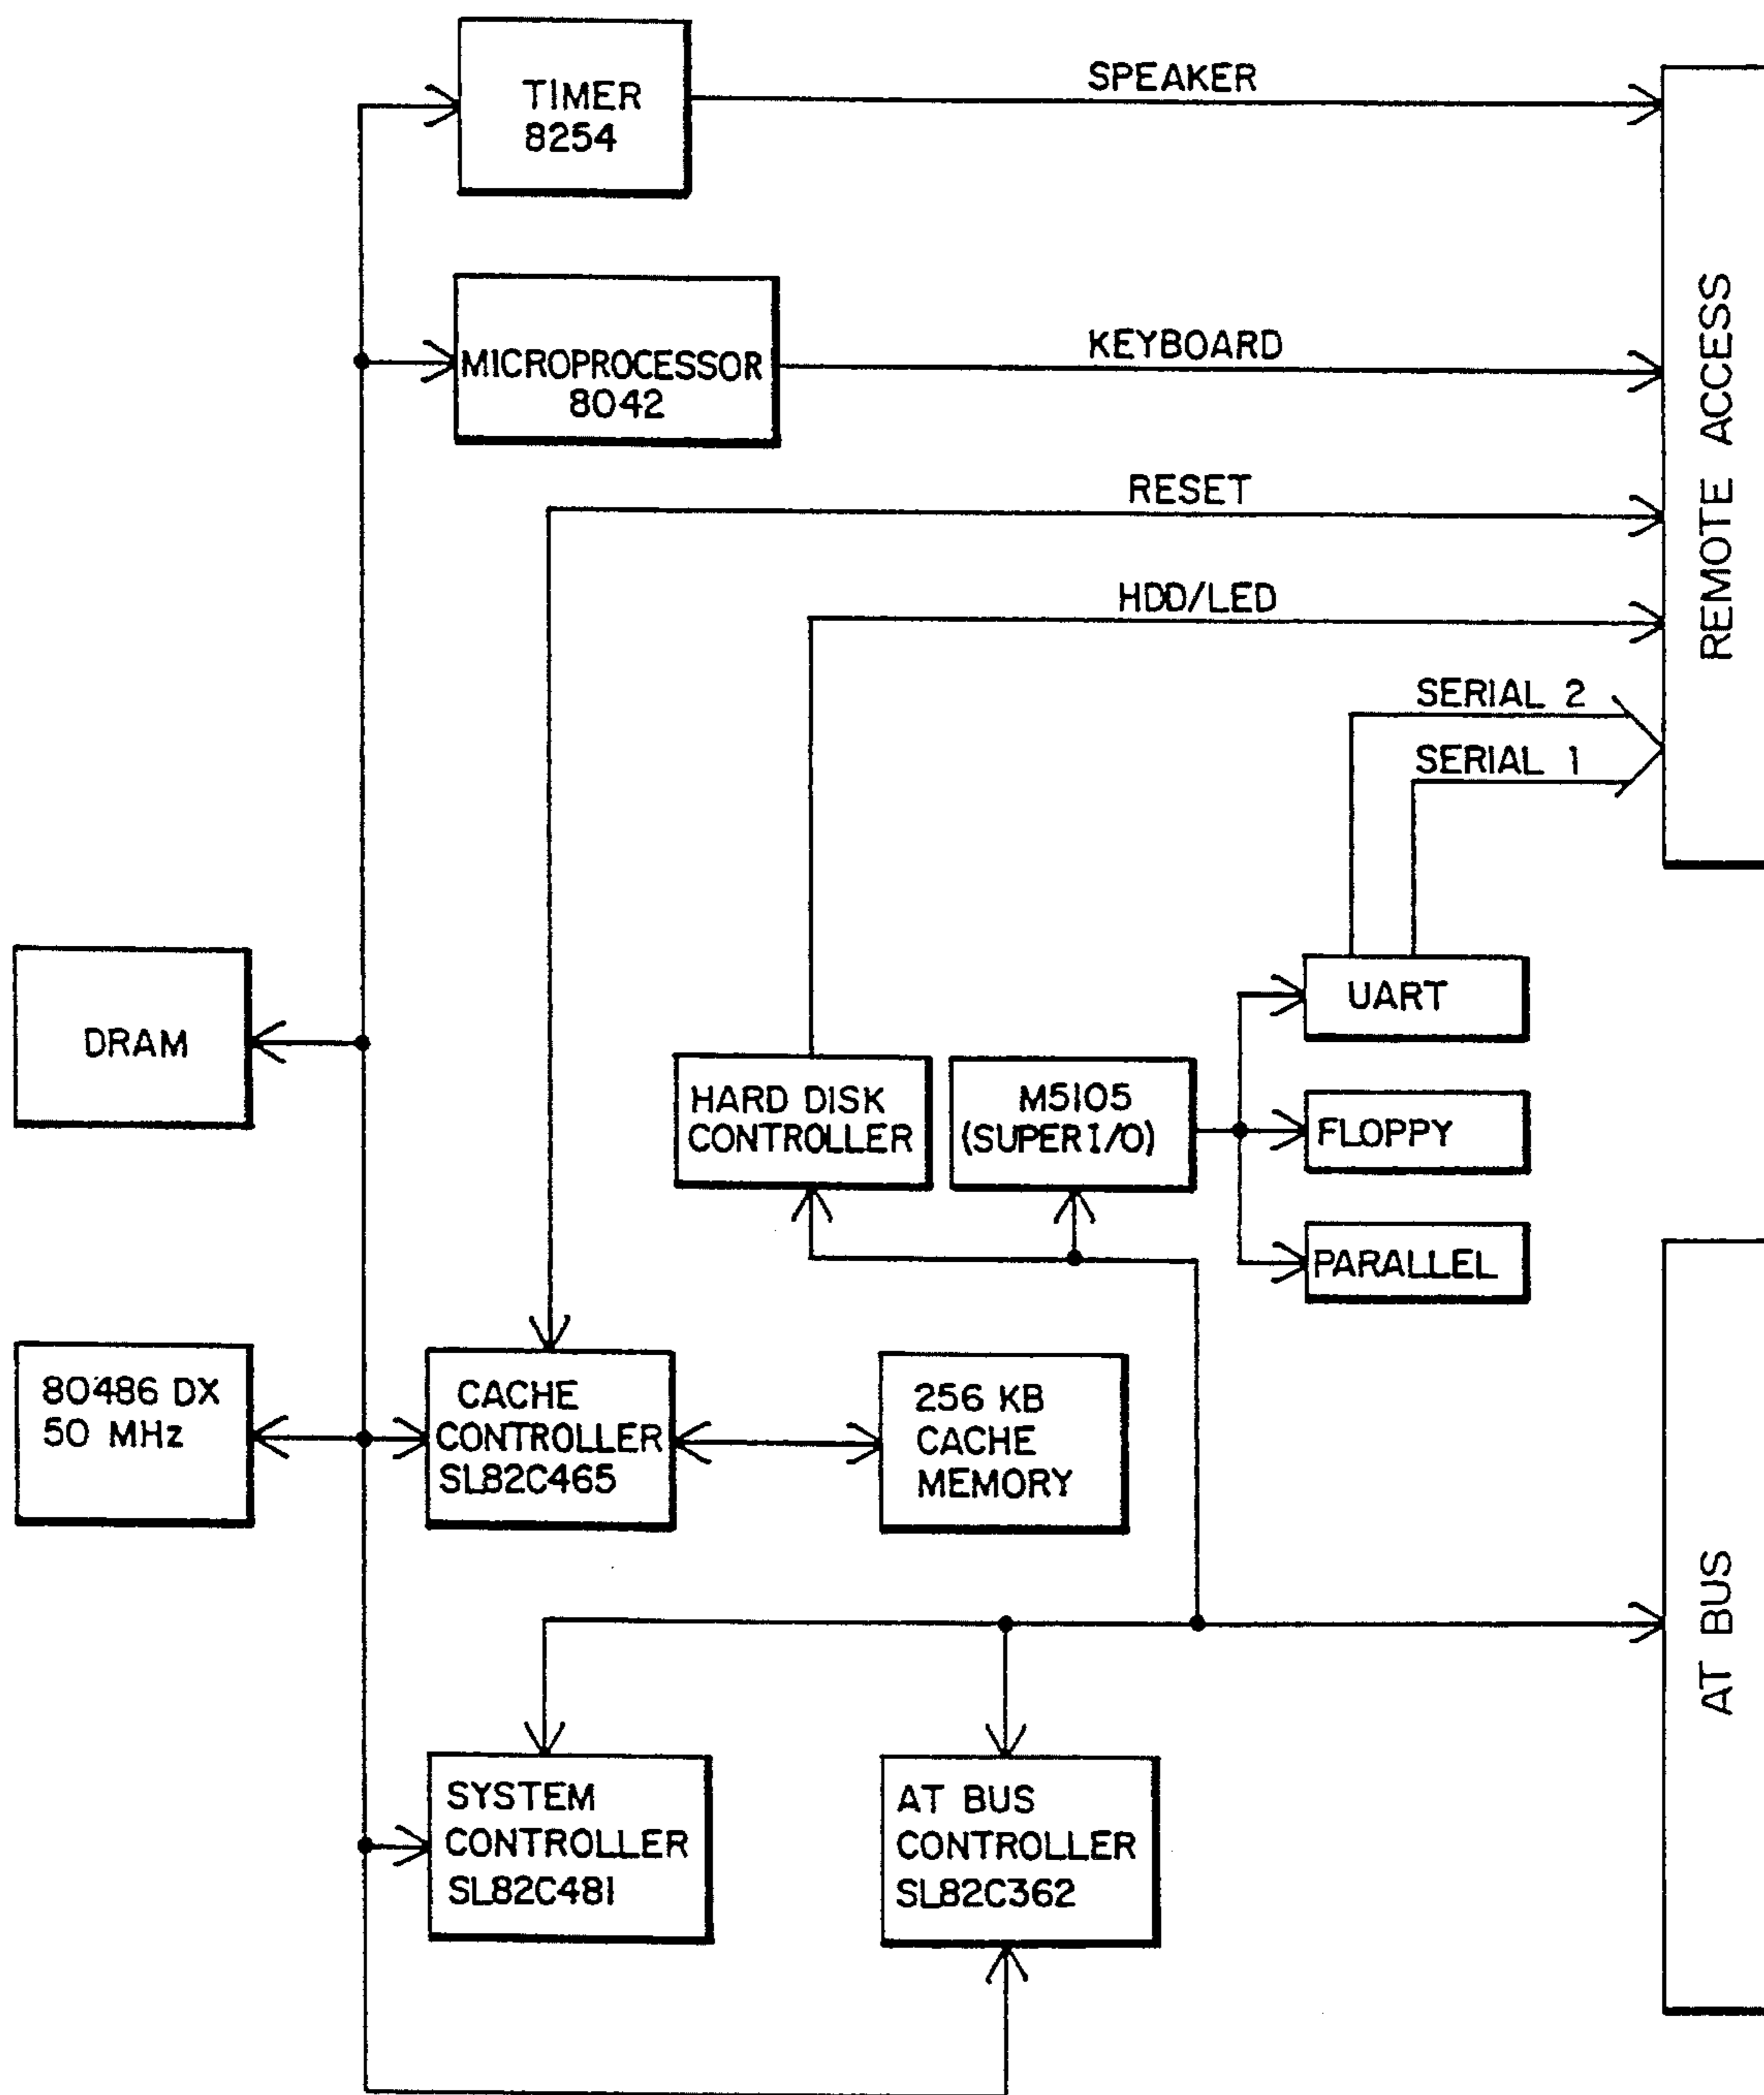 TIMER
8254
SPEAKER
MICROPROCESSOR
8042
KEYBOARD
RESET
HDD/LED
SERIAL 2
SERIAL 1
REMOTE ACCESS
DRAM
UART
HARD DISK
CONTROLLER
M5105
(SUPER I/O)
FLOPPY
PARALLEL
80486 DX
50 MHz
CACHE
CONTROLLER
SL82C465
256 KB
CACHE
MEMORY
AT BUS
SYSTEM
CONTROLLER
SL82C481
AT BUS
CONTROLLER
SL82C362